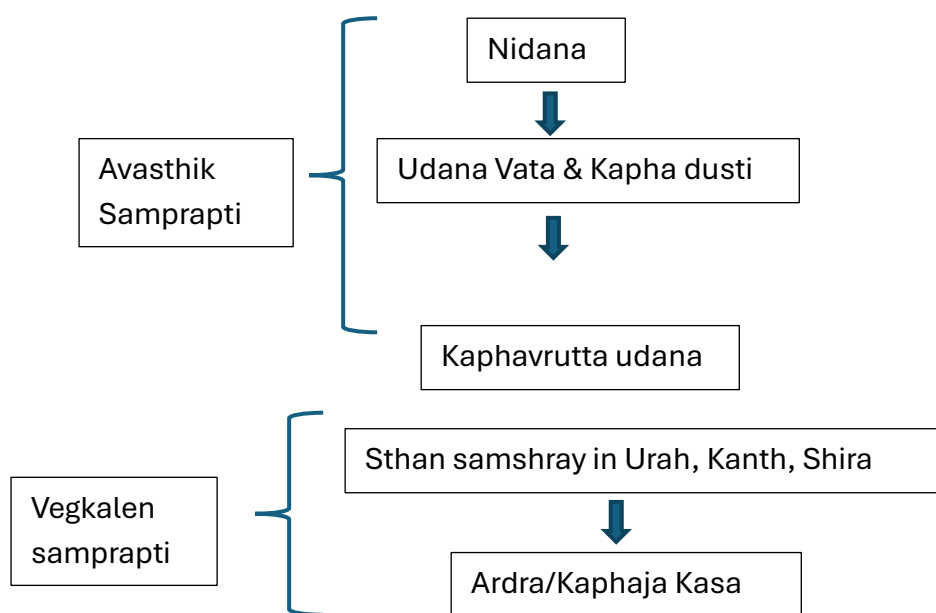 Nidana
Avasthik
Samprapti
Udana Vata & Kapha dusti
Kaphavrutta udana
Sthan samshray in Urah, Kanth, Shira
Vegkalen
samprapti
Ardra/Kaphaja Kasa